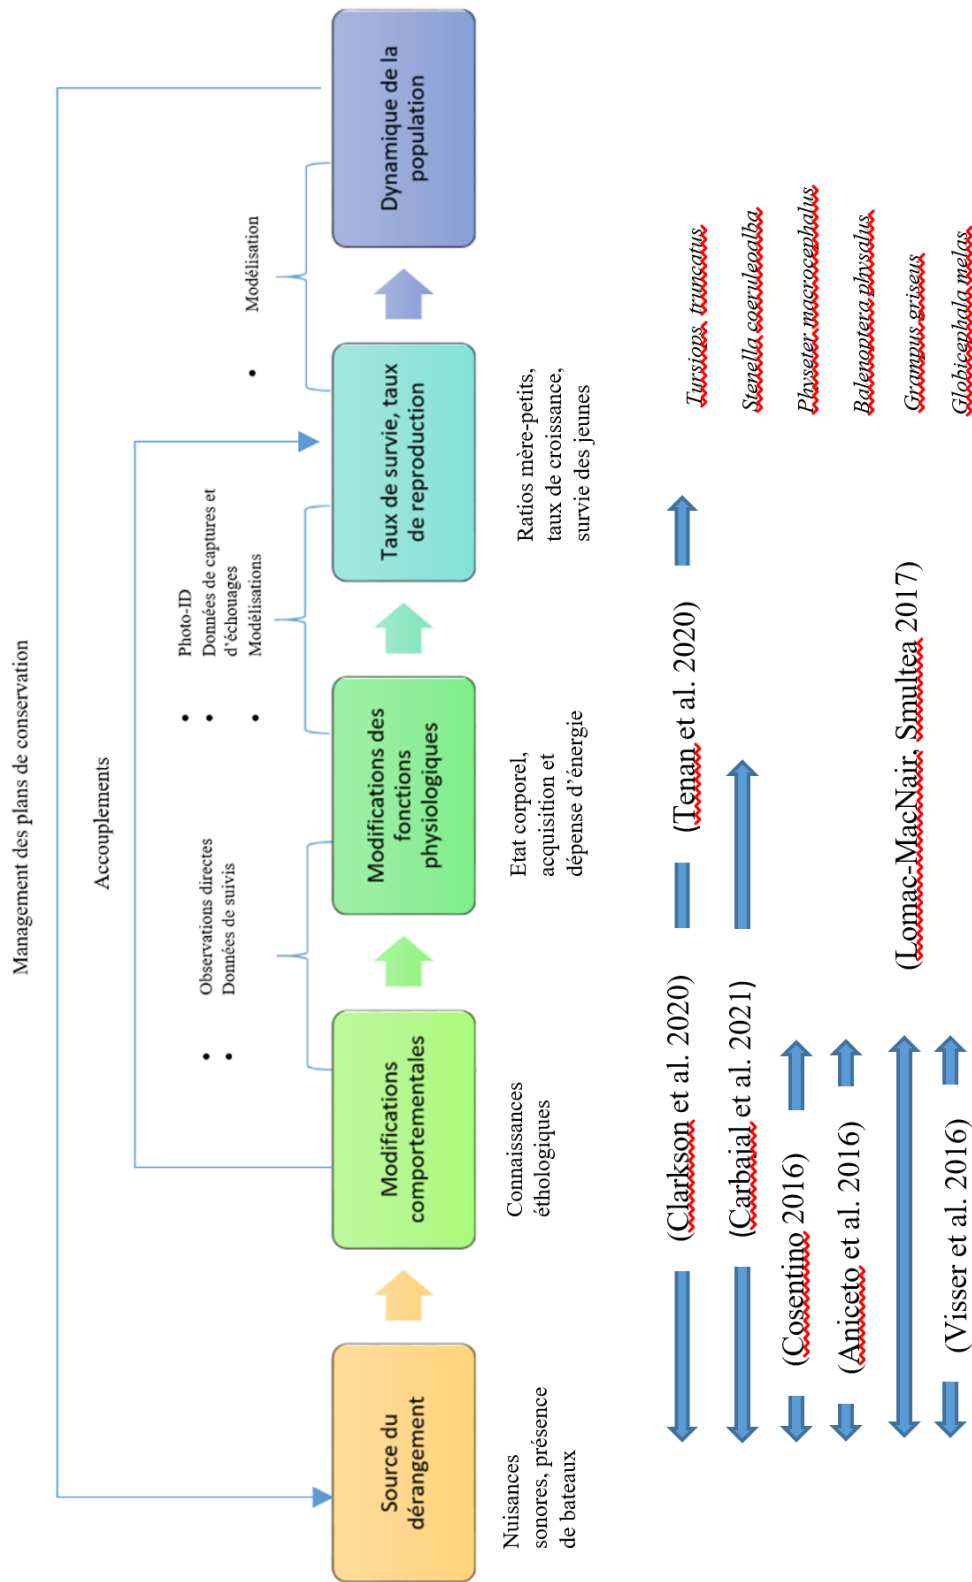 Management des plans de conservation
Accouplements
Observations directes
Données de suivis
Photo-ID
Données de captures et
d'échouages
Modélisations
Modélisation
Source du
dérangement
Modifications
comportementales
Modifications des
fonctions
physiologiques
Taux de survie, taux
de reproduction
Dynamique de la
population
Nuisances
sonores, présence
de bateaux
Connaissances
éthologiques
Etat corporel,
acquisition et
dépense d'énergie
Ratios mère-petits,
taux de croissance,
survie des jeunes
(Clarkson et al. 2020)
(Tenan et al. 2020)
Tursiops truncatus
(Carbajal et al. 2021)
Stenella coeruleoalba
(Cosentino 2016)
Physeter macrocephalus
(Aniceto et al. 2016)
Balenoptera physalus
(Lomac-MacNair, Smultea 2017)
Grampus griseus
(Visser et al. 2016)
Globicephala melas